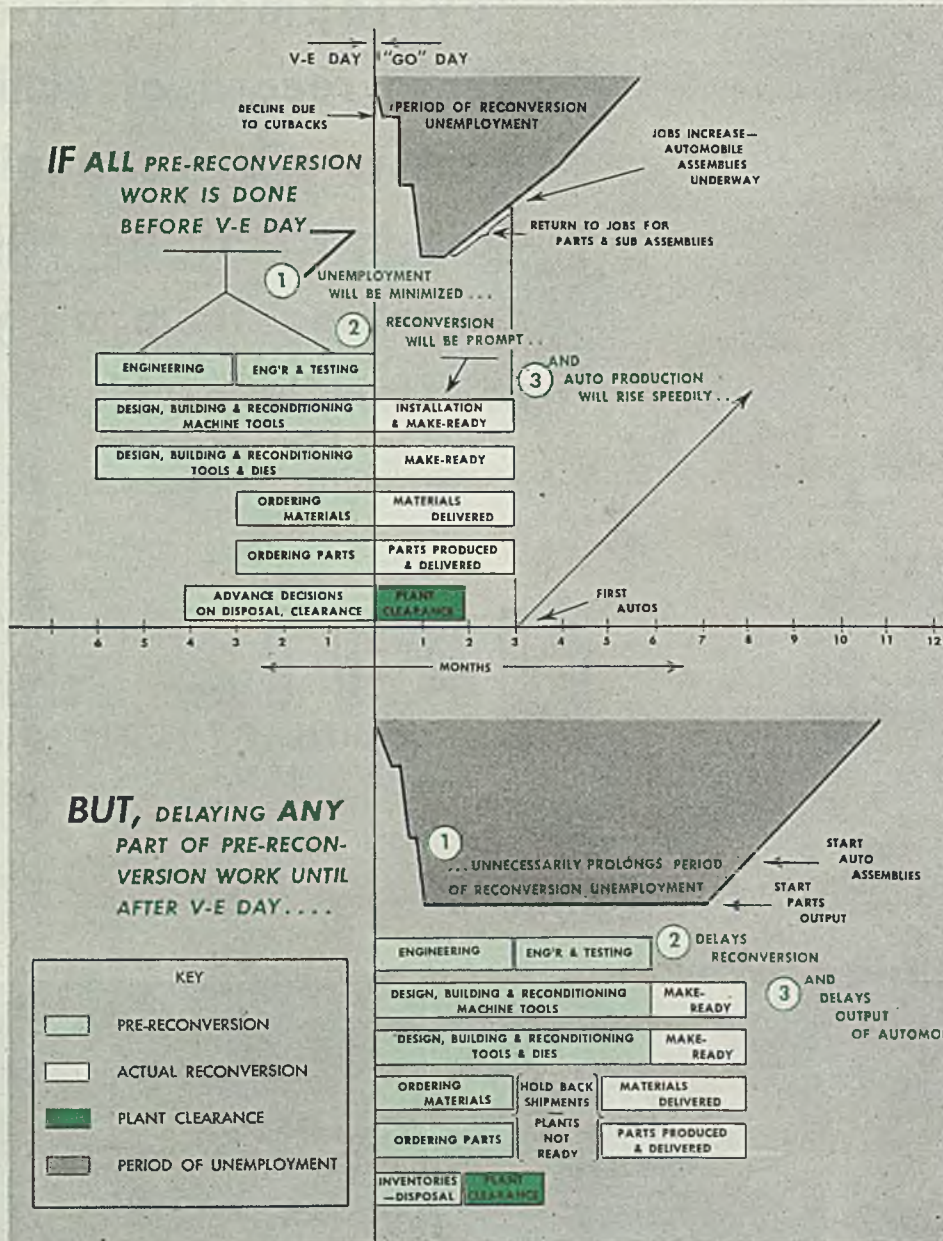 V-E DAY "GO" DAY
DECLINE DUE
TO CUTBACKS
PERIOD OF RECONVERSION
UNEMPLOYMENT
JOBS INCREASE—
AUTOMOBILE
ASSEMBLIES
UNDERWAY
IF ALL PRE-RECONVERSION
WORK IS DONE
BEFORE V-E DAY
RETURN TO JOBS FOR
PARTS & SUB ASSEMBLIES
1 UNEMPLOYMENT
WILL BE MINIMIZED...
2 RECONVERSION
WILL BE PROMPT..
3 AND
AUTO PRODUCTION
WILL RISE SPEEDILY...
ENGINEERING
ENG'R & TESTING
DESIGN, BUILDING & RECONDITIONING
MACHINE TOOLS
INSTALLATION
& MAKE-READY
DESIGN, BUILDING & RECONDITIONING
TOOLS & DIES
MAKE-READY
ORDERING
MATERIALS
MATERIALS
DELIVERED
ORDERING PARTS
PARTS PRODUCED
& DELIVERED
ADVANCE DECISIONS
ON DISPOSAL, CLEARANCE
PLANT
CLEARANCE
FIRST
AUTOS
6 5 4 3 2 1 1 2 3 4 5 6 7 8 9 10 11 12
MONTHS
BUT, DELAYING ANY
PART OF PRE-RECON-
VERSION WORK UNTIL
AFTER V-E DAY....
1
...UNNECESSARILY PROLONGS PERIOD
OF RECONVERSION UNEMPLOYMENT
START
AUTO
ASSEMBLIES
START
PARTS
OUTPUT
2 DELAYS
RECONVERSION
3 AND
DELAYS
OUTPUT
OF AUTOMO
ENGINEERING
ENG'R & TESTING
DESIGN, BUILDING & RECONDITIONING
MACHINE TOOLS
MAKE-
READY
DESIGN, BUILDING & RECONDITIONING
TOOLS & DIES
MAKE-
READY
ORDERING
MATERIALS
HOLD BACK
SHIPMENTS
MATERIALS
DELIVERED
ORDERING PARTS
PLANTS
NOT
READY
PARTS PRODUCED
& DELIVERED
INVENTORIES
—DISPOSAL
PLANT
CLEARANCE
KEY
PRE-RECONVERSION
ACTUAL RECONVERSION
PLANT CLEARANCE
PERIOD OF UNEMPLOYMENT